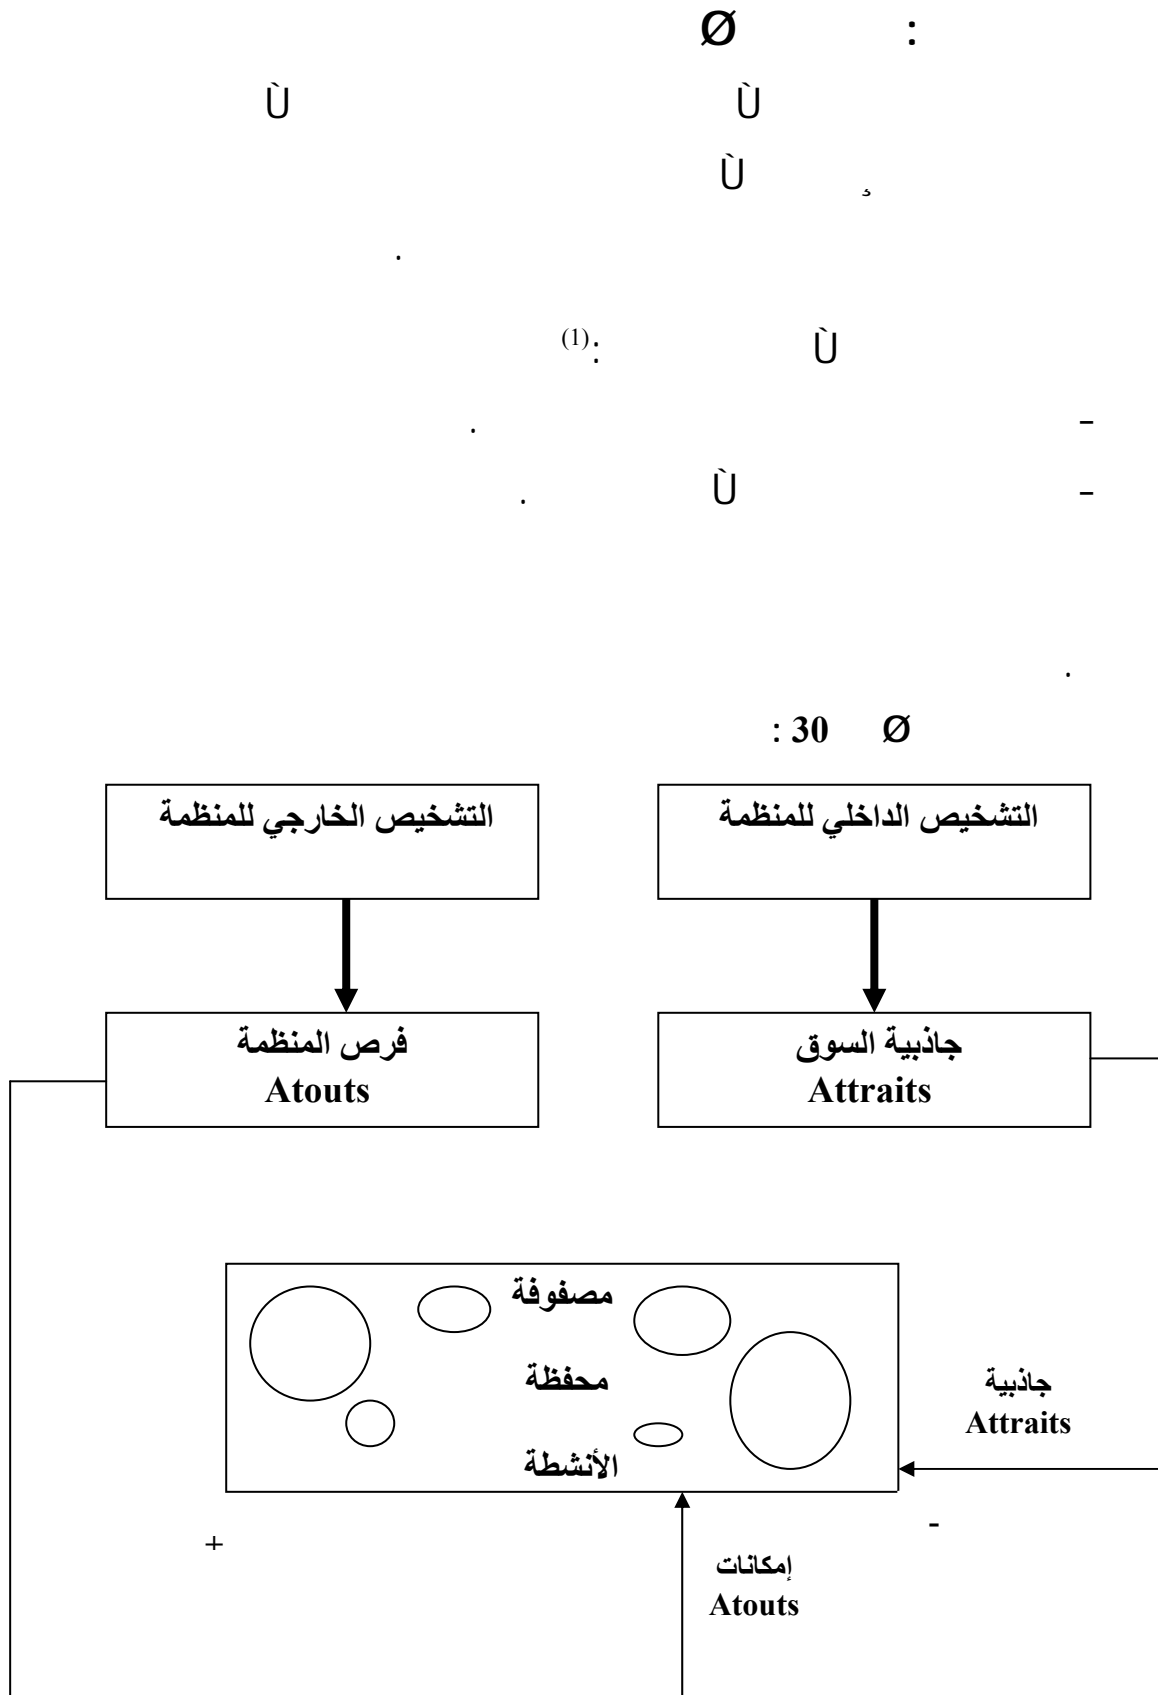 Ø :
Ù Ù
Ù ﺋ
.
Ù :(1)
– .
– Ù .
.
Ø 30 :
التشخيص الداخلي للمنظمة
التشخيص الخارجي للمنظمة
جاذبية السوق
Attraits
فرص المنظمة
Atouts
مصفوفة
محفظة
الأنشطة
جاذبية
Attraits
-
+
إمكانات
Atouts